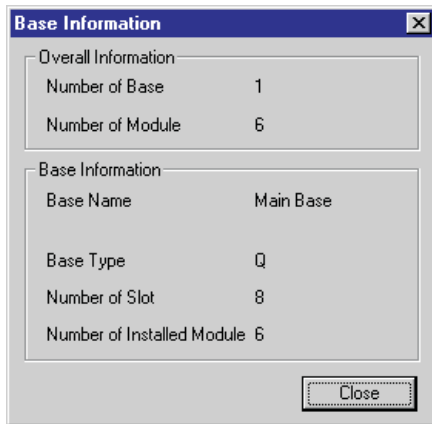 Base Information
Overall Information
Number of Base 1
Number of Module 6
Base Information
Base Name Main Base
Base Type Q
Number of Slot 8
Number of Installed Module 6
Close